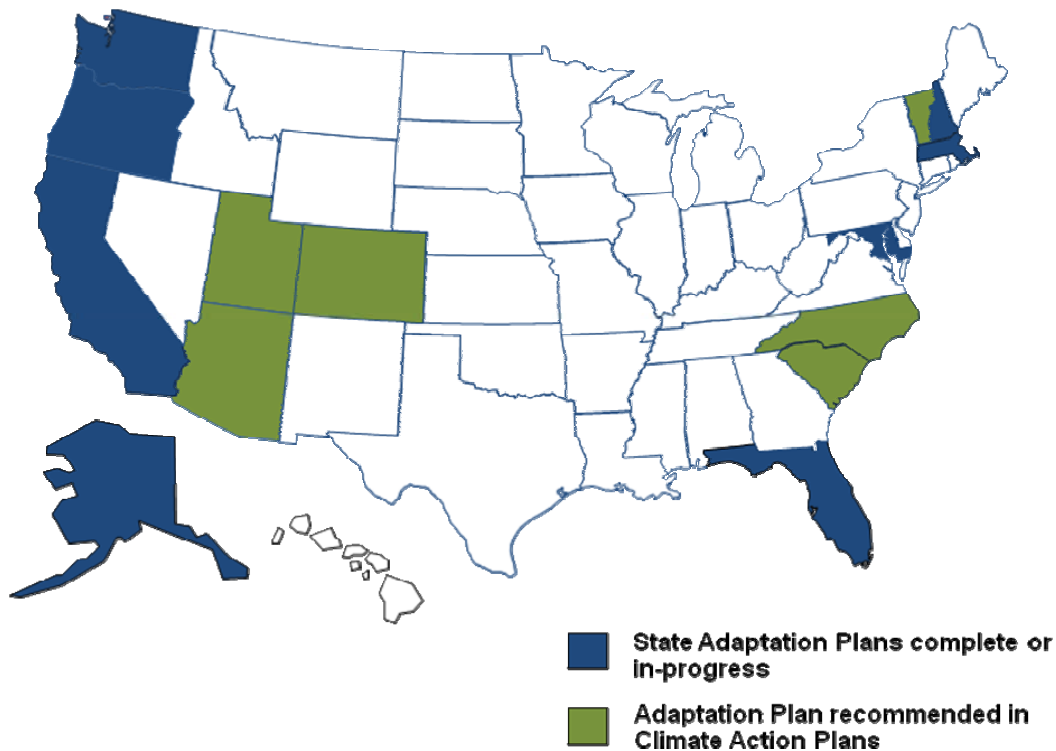 State Adaptation Plans complete or
in-progress
Adaptation Plan recommended in
Climate Action Plans